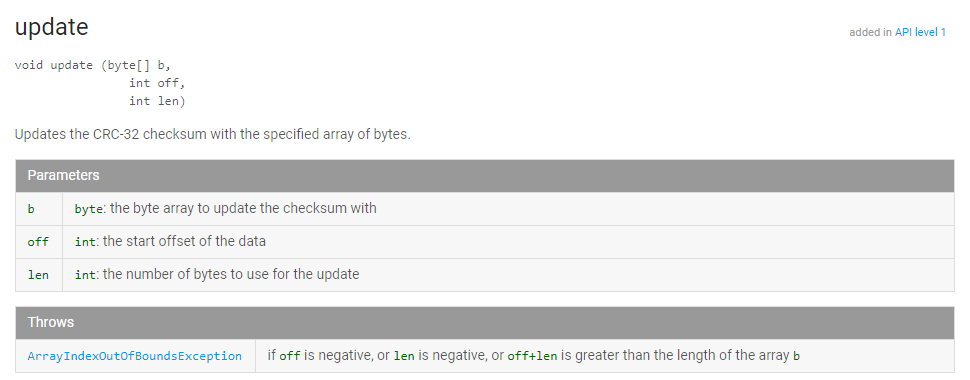 update
added in API level 1
void update (byte[] b,
int off,
int len)
Updates the CRC-32 checksum with the specified array of bytes.
Parameters
b byte: the byte array to update the checksum with
off int: the start offset of the data
len int: the number of bytes to use for the update
Throws
ArrayIndexOutOfBoundsException if off is negative, or len is negative, or off+len is greater than the length of the array b